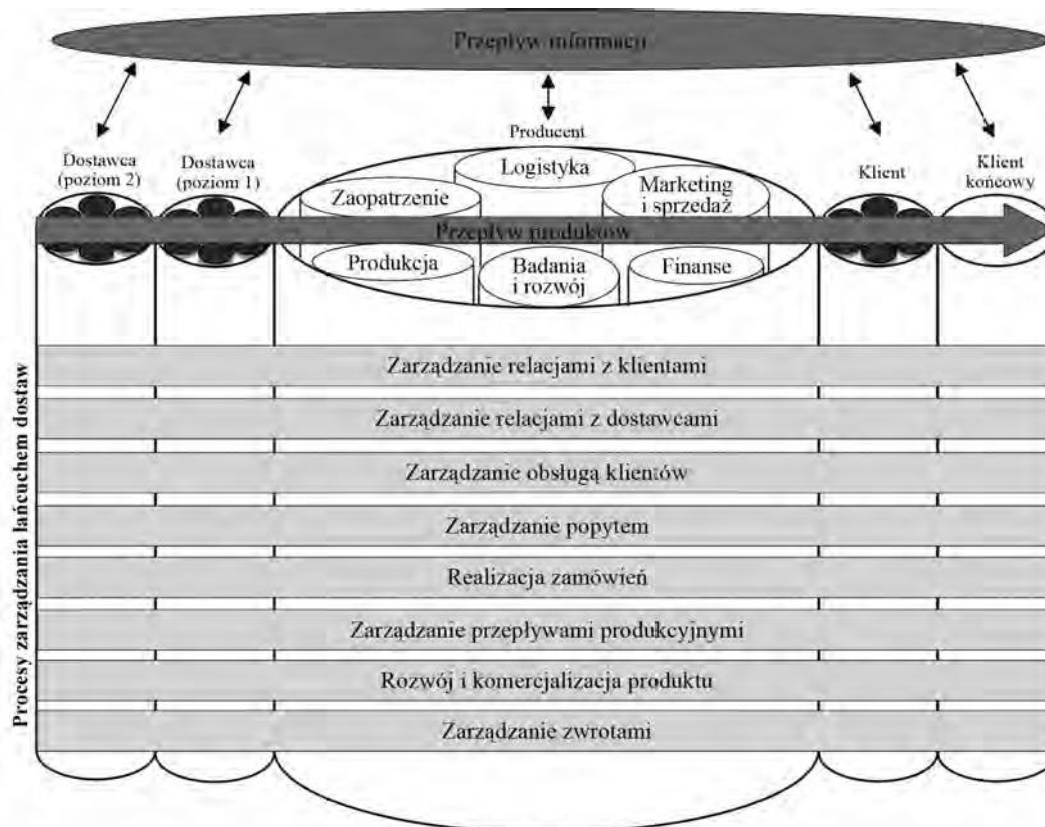 Przepływ informacji
Producent
Dostawca
(poziom 2)
Dostawca
(poziom 1)
Klient
Klient
końcowy
Logistyka
Zaopatrzenie
Marketing
i sprzedaż
Przepływ produktów
Produkcja
Badania
i rozwój
Finanse
Procesy zarządzania łańcuchem dostaw
Zarządzanie relacjami z klientami
Zarządzanie relacjami z dostawcami
Zarządzanie obsługą klientów
Zarządzanie popytem
Realizacja zamówień
Zarządzanie przepływami produkcyjnymi
Rozwój i komercjalizacja produktu
Zarządzanie zwrotami